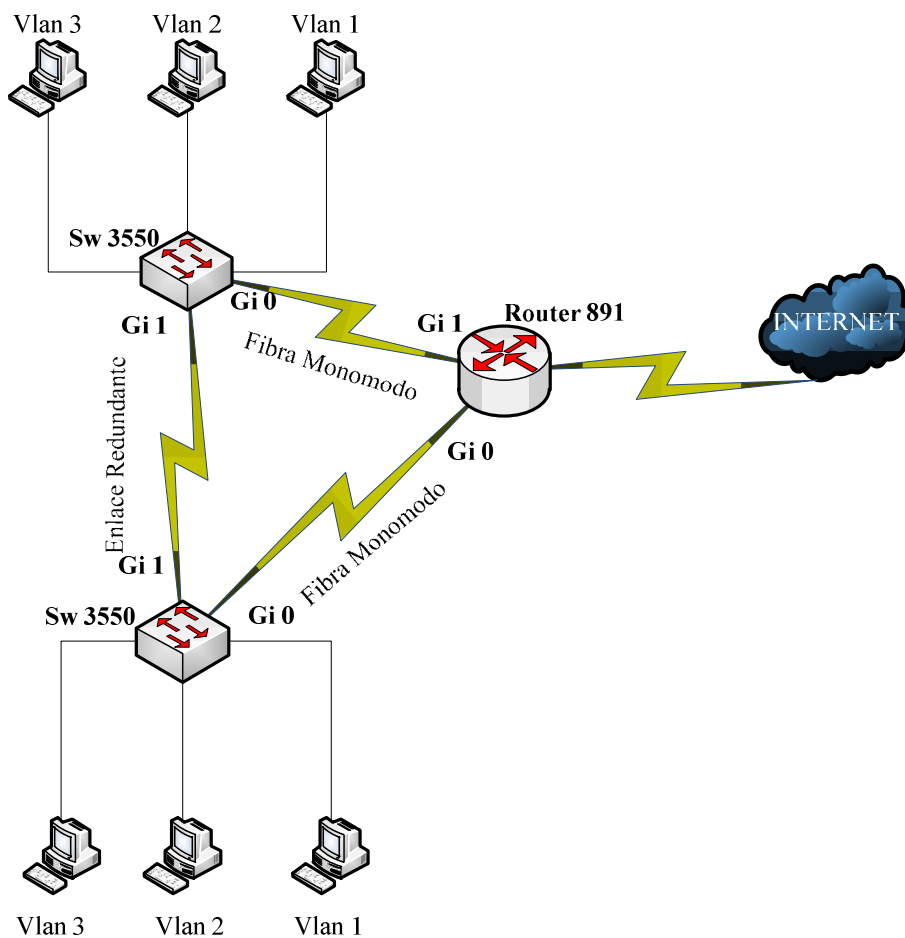 Vlan 3
Vlan 2
Vlan 1
Sw 3550
Gi 0
Gi 1
Fibra Monomodo
Gi 1
Router 891
INTERNET
Gi 0
Enlace Redundante
Fibra Monomodo
Gi 1
Sw 3550
Gi 0
Vlan 3
Vlan 2
Vlan 1